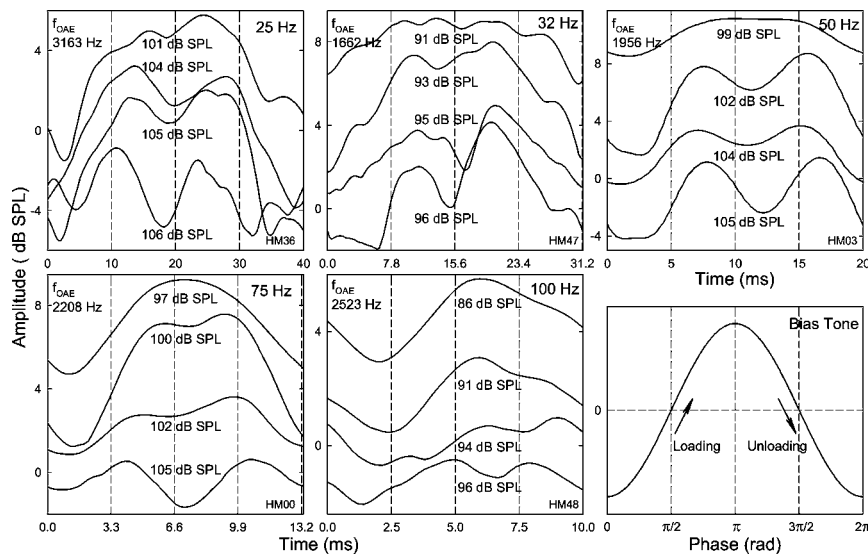 f OAE
3163 Hz
25 Hz
101 dB SPL
104 dB SPL
105 dB SPL
106 dB SPL
HM36
4
0
-4
0 10 20 30 40
f OAE
1662 Hz
32 Hz
91 dB SPL
93 dB SPL
95 dB SPL
96 dB SPL
HM47
8
4
0
0.0 7.8 15.6 23.4 31.2
f OAE
1956 Hz
50 Hz
99 dB SPL
102 dB SPL
104 dB SPL
105 dB SPL
HM03
8
4
0
-4
0 5 10 15 20
Time (ms)
Amplitude ( dB SPL)
f OAE
2208 Hz
75 Hz
97 dB SPL
100 dB SPL
102 dB SPL
105 dB SPL
HM00
8
4
0
0.0 3.3 6.6 9.9 13.2
f OAE
2523 Hz
100 Hz
86 dB SPL
91 dB SPL
94 dB SPL
96 dB SPL
HM48
4
0
0.0 2.5 5.0 7.5 10.0
Time (ms)
Bias Tone
0
Loading
Unloading
0 π/2 π 3π/2 2π
Phase (rad)